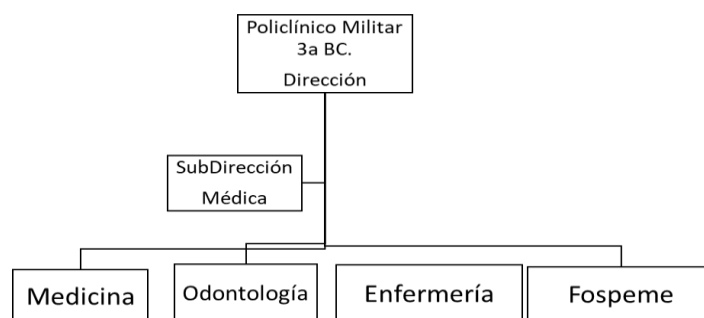 Policlínico Militar
3a BC.
Dirección
SubDirección
Médica
Medicina
Odontología
Enfermería
Fospeme